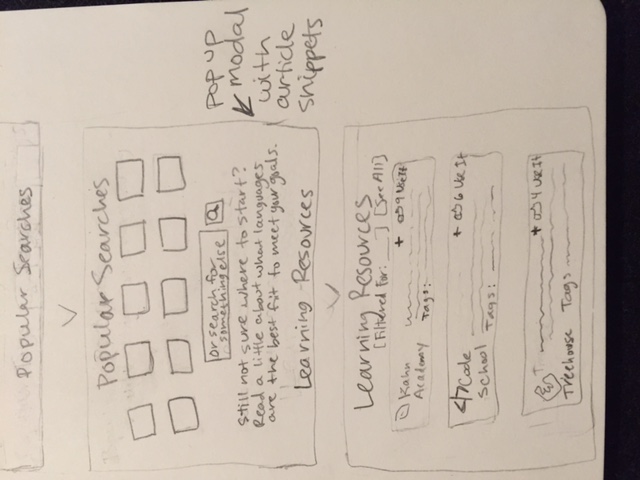 Popular Searches
Popular Searches
Or search for
something else
Still not sure where to start?
Read a little about what languages
are the best fit to meet your goals.
Learning Resources
pop up
modal
with
article
snippets
Learning Resources
[Filtered For: ___] [See All]
Kahn
Academy
+ 9 Use It
Tags:
</> Code
School
+ 6 Use It
Tags:
T
+ 4 Use It
Treehouse Tags